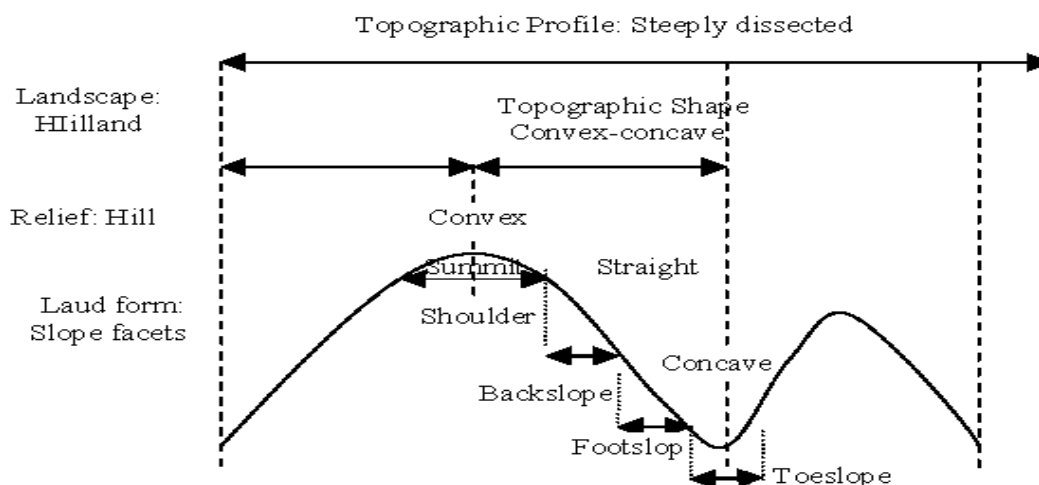 Topographic Profile: Steeply dissected
Landscape:
HIilland
Topographic Shape
Convex-concave
Relief: Hill
Convex
Summit
Straight
Laud form:
Slope facets
Shoulder
Concave
Backslope
Footslop
Toeslope